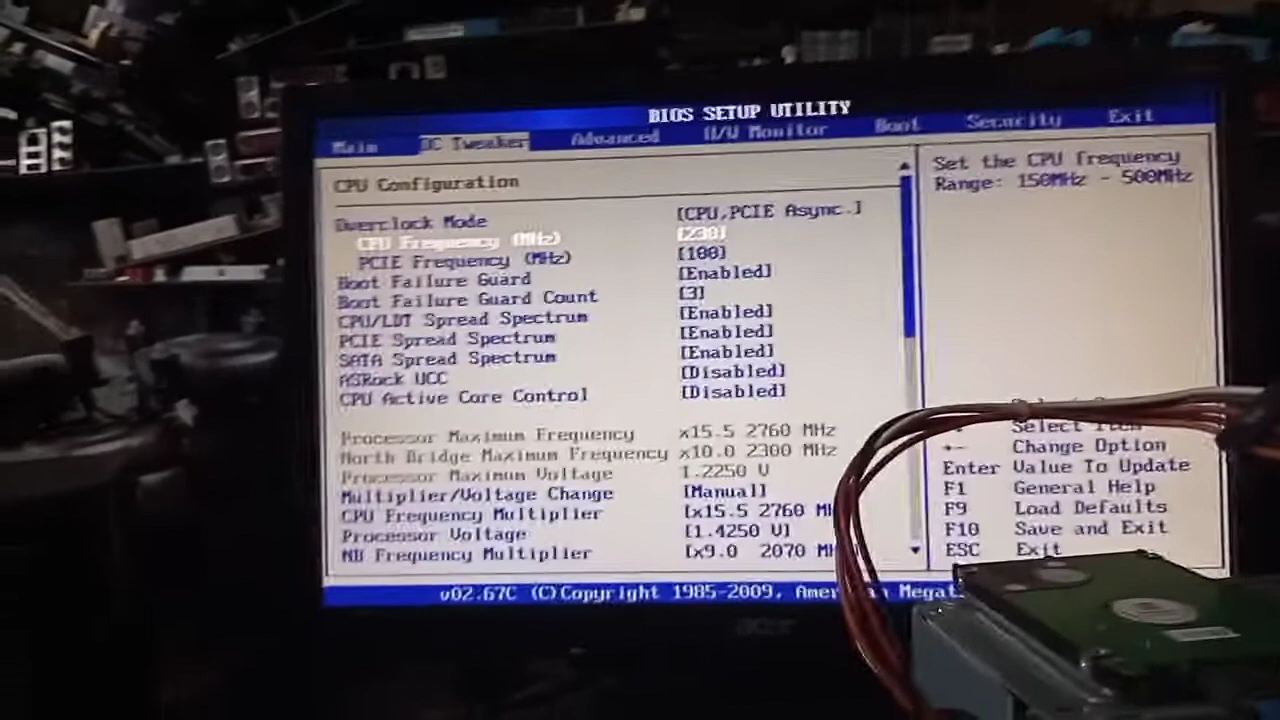 BIOS SETUP UTILITY
Main OC Tweaker Advanced H/W Monitor Boot Security Exit
CPU Configuration
Overclock Mode [CPU,PCIE Async.]
CPU Frequency (MHz) [230]
PCIE Frequency (MHz) [100]
Boot Failure Guard [Enabled]
Boot Failure Guard Count [3]
CPU/LDT Spread Spectrum [Enabled]
PCIE Spread Spectrum [Enabled]
SATA Spread Spectrum [Enabled]
ASRock UCC [Disabled]
CPU Active Core Control [Disabled]
Processor Maximum Frequency x15.5 2760 MHz
North Bridge Maximum Frequency x10.0 2300 MHz
Processor Maximum Voltage 1.2250 V
Multiplier/Voltage Change [Manual]
CPU Frequency Multiplier [x15.5 2760
Processor Voltage [1.4250 V]
NB Frequency Multiplier [x9.0 2070
Set the CPU frequency
Range: 150MHz - 500MHz
Select Item
+- Change Option
Enter Value To Update
F1 General Help
F9 Load Defaults
F10 Save and Exit
ESC Exit
v02.67C (C)Copyright 1985-2009,
acer